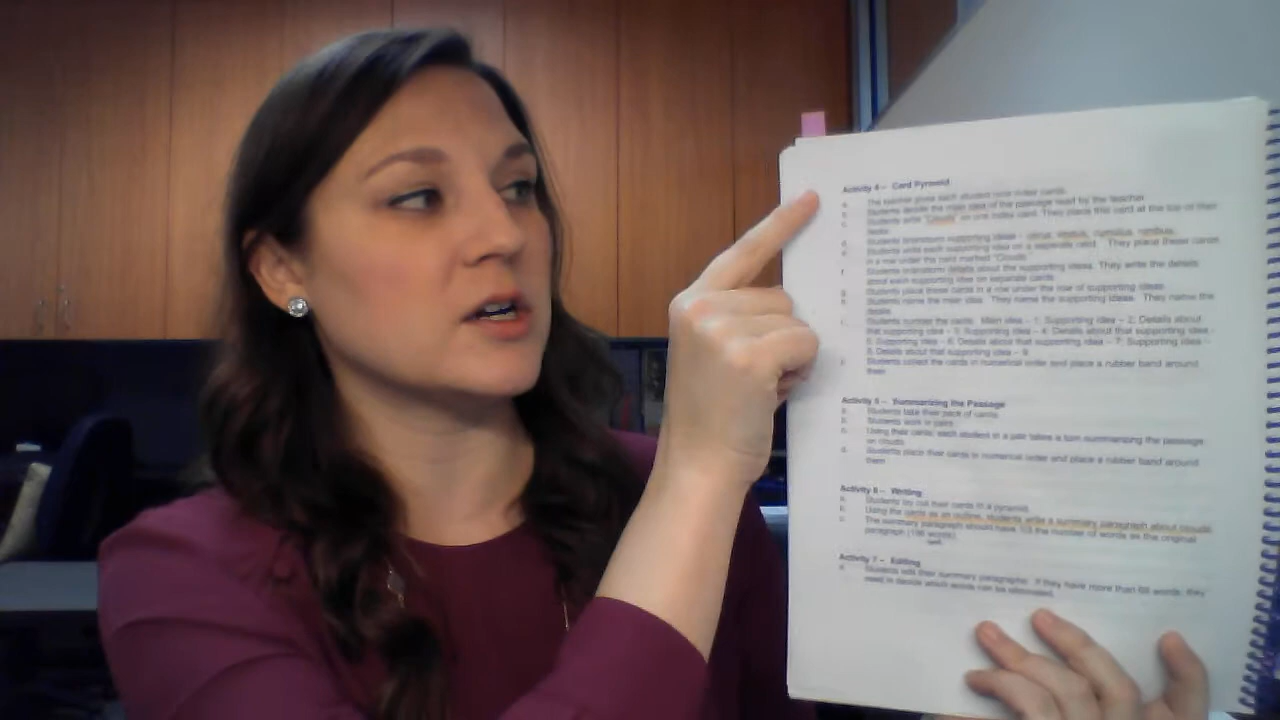 Activity 4 – Card Pyramid
a. The teacher gives each student nine index cards.
b. Students decide the main idea of the passage read by the teacher.
c. Students write "Clouds" on one index card. They place this card at the top of their
desks.
d. Students brainstorm supporting ideas – cirrus, stratus, cumulus, nimbus.
e. Students write each supporting idea on a separate card. They place these cards
in a row under the card marked "Clouds".
f. Students brainstorm details about the supporting ideas. They write the details
about each supporting idea on separate cards.
g. Students place these cards in a row under the row of supporting ideas.
h. Students name the main idea. They name the supporting ideas. They name the
details.
i. Students number the cards. Main idea – 1; Supporting idea – 2; Details about
that supporting idea – 3; Supporting idea – 4; Details about that supporting idea –
5; Supporting idea – 6; Details about that supporting idea – 7; Supporting idea –
8; Details about that supporting idea – 9.
j. Students collect the cards in numerical order and place a rubber band around
them.
Activity 5 – Summarizing the Passage
a. Students take their pack of cards.
b. Students work in pairs.
c. Using their cards, each student in a pair takes a turn summarizing the passage
on clouds.
d. Students place their cards in numerical order and place a rubber band around
them.
Activity 6 – Writing
a. Students lay out their cards in a pyramid.
b. Using the cards as an outline, students write a summary paragraph about clouds.
c. The summary paragraph should have 1/3 the number of words as the original
paragraph (198 words).
Activity 7 – Editing
a. Students edit their summary paragraphs. If they have more than 66 words, they
need to decide which words can be eliminated.